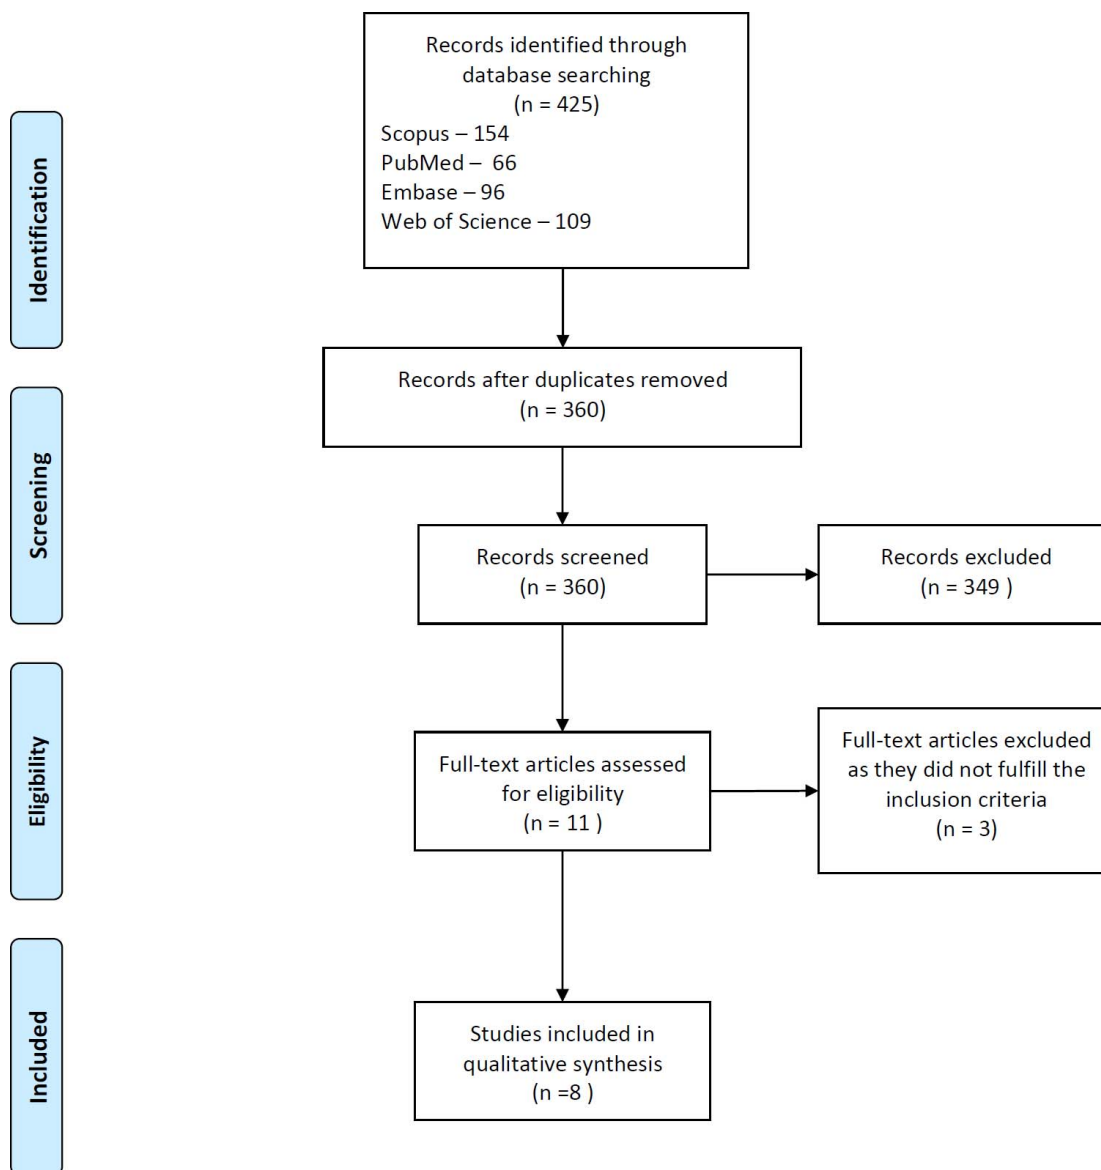 Records identified through
database searching
(n = 425)
Scopus – 154
PubMed –  66
Embase – 96
Web of Science – 109
Identification
Records after duplicates removed
(n = 360)
Screening
Records screened
(n = 360)
Records excluded
(n = 349 )
Eligibility
Full-text articles assessed
for eligibility
(n = 11 )
Full-text articles excluded
as they did not fulfill the
inclusion criteria
(n = 3)
Included
Studies included in
qualitative synthesis
(n =8 )